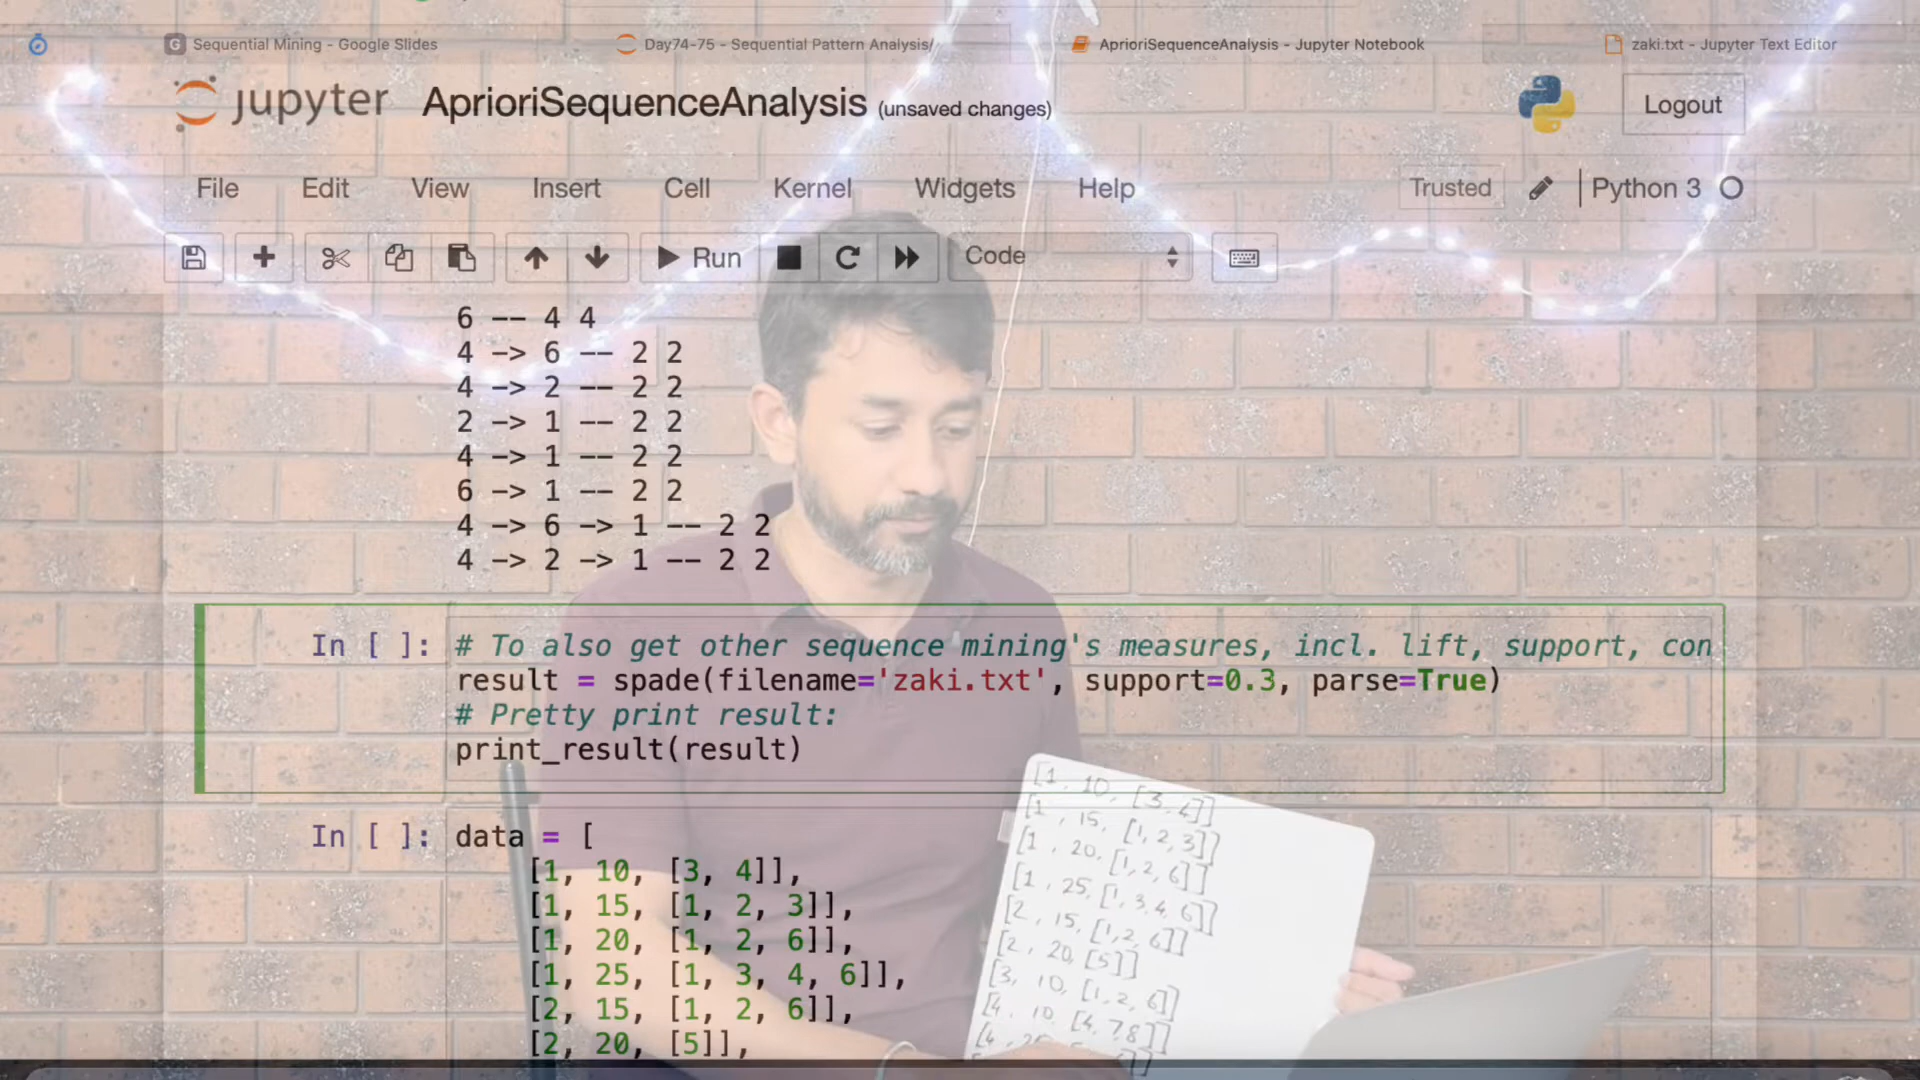 Sequential Mining - Google Slides
Day74-75 - Sequential Pattern Analysis/
AprioriSequenceAnalysis - Jupyter Notebook
zaki.txt - Jupyter Text Editor
jupyter AprioriSequenceAnalysis (unsaved changes)
Logout
File Edit View Insert Cell Kernel Widgets Help
Trusted
Python 3
Run
Code
6 -- 4 4
4 -> 6 -- 2 2
4 -> 2 -- 2 2
2 -> 1 -- 2 2
4 -> 1 -- 2 2
6 -> 1 -- 2 2
4 -> 6 -> 1 -- 2 2
4 -> 2 -> 1 -- 2 2
In [ ]: # To also get other sequence mining's measures, incl. lift, support, con
result = spade(filename='zaki.txt', support=0.3, parse=True)
# Pretty print result:
print_result(result)
In [ ]: data = [
[1, 10, [3, 4]],
[1, 15, [1, 2, 3]],
[1, 20, [1, 2, 6]],
[1, 25, [1, 3, 4, 6]],
[2, 15, [1, 2, 6]],
[2, 20, [5]],
[1, 10, [3, 4]]
[1, 15, [1, 2, 3]]
[1, 20, [1, 2, 6]]
[1, 25, [1, 3, 4, 6]]
[2, 15, [1, 2, 6]]
[2, 20, [5]]
[3, 10, [1, 2, 6]]
[4, 10, [4, 7, 8]]